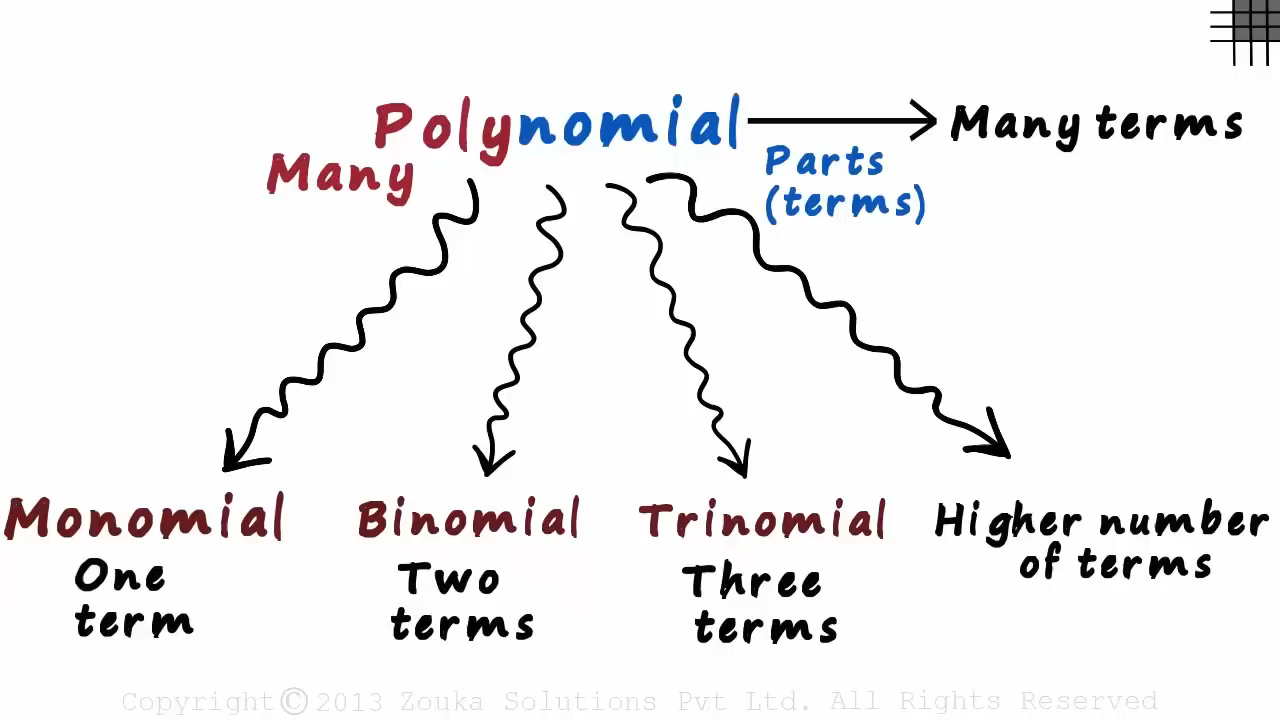 Polynomial
Many terms
Many
Parts
(terms)
Monomial
One
term
Binomial
Two
terms
Trinomial
Three
terms
Higher number
of terms
Copyright©2013 Zouka Solutions Pvt Ltd. All Rights Reserved